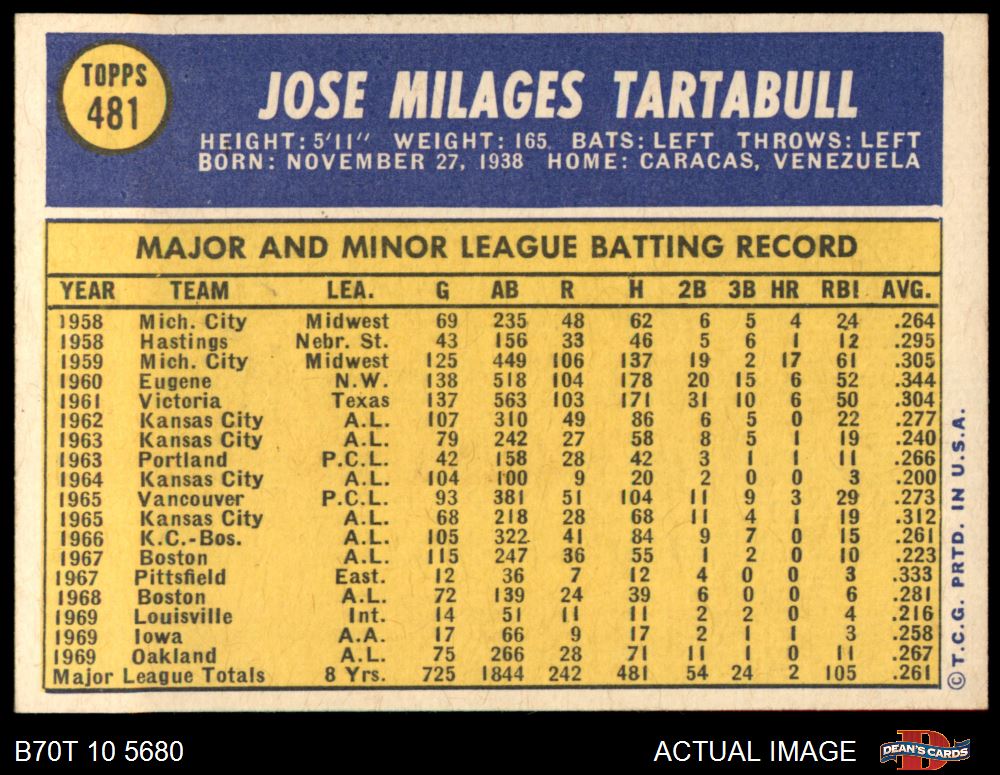 TOPPS
481
JOSE MILAGES TARTABULL
HEIGHT: 5'11" WEIGHT: 165 BATS: LEFT THROWS: LEFT
BORN: NOVEMBER 27, 1938 HOME: CARACAS, VENEZUELA
MAJOR AND MINOR LEAGUE BATTING RECORD
YEAR TEAM LEA. G AB R H 2B 3B HR RBI AVG.
1958 Mich. City Midwest 69 235 48 62 6 5 4 24 .264
1958 Hastings Nebr. St. 43 156 33 46 5 6 1 12 .295
1959 Mich. City Midwest 125 449 106 137 19 2 17 61 .305
1960 Eugene N.W. 138 518 104 178 20 15 6 52 .344
1961 Victoria Texas 137 563 103 171 31 10 6 50 .304
1962 Kansas City A.L. 107 310 49 86 6 5 0 22 .277
1963 Kansas City A.L. 79 242 27 58 8 5 1 19 .240
1963 Portland P.C.L. 42 158 28 42 3 1 1 11 .266
1964 Kansas City A.L. 104 100 9 20 2 0 0 3 .200
1965 Vancouver P.C.L. 93 381 51 104 11 9 3 29 .273
1965 Kansas City A.L. 68 218 28 68 11 4 1 19 .312
1966 K.C.-Bos. A.L. 105 322 41 84 9 7 0 15 .261
1967 Boston A.L. 115 247 36 55 1 2 0 10 .223
1967 Pittsfield East. 12 36 7 12 4 0 0 3 .333
1968 Boston A.L. 72 139 24 39 6 0 0 6 .281
1969 Louisville Int. 14 51 11 11 2 2 0 4 .216
1969 Iowa A.A. 17 66 9 17 2 1 1 3 .258
1969 Oakland A.L. 75 266 28 71 11 1 0 11 .267
Major League Totals 8 Yrs. 725 1844 242 481 54 24 2 105 .261
© T.C.G. PRTD. IN U.S.A.
B70T 10 5680
ACTUAL IMAGE
DEAN'S CARDS